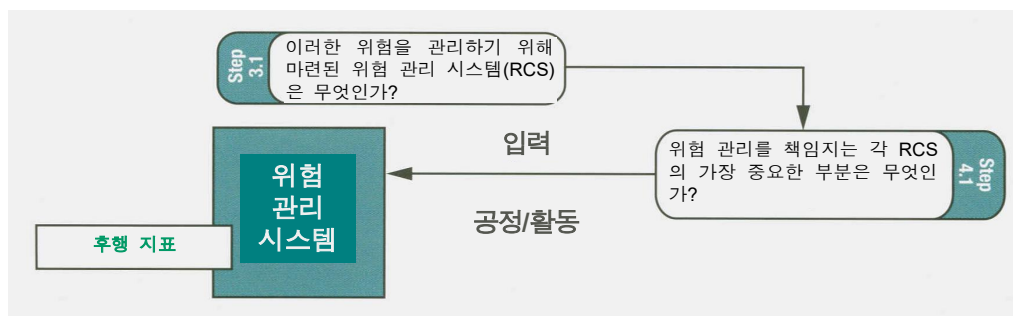 Step
3.1
이러한 위험을 관리하기 위해
마련된 위험 관리 시스템(RCS)
은 무엇인가?
입력
위험 관리를 책임지는 각 RCS
의 가장 중요한 부분은 무엇인
가?
Step
4.1
위험
관리
시스템
공정/활동
후행 지표